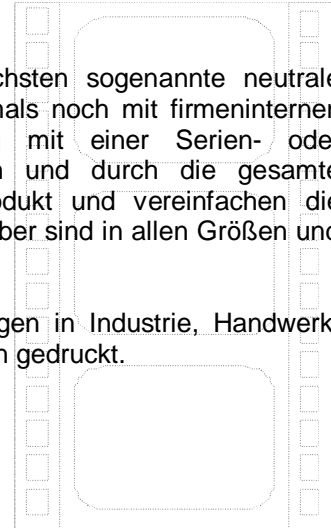 chsten sogenannte neutrale
mals noch mit firmeninternen
mit einer Serien- oder
und durch die gesamte
dukt und vereinfachen die
ber sind in allen Größen und
gen in Industrie, Handwerk
n gedruckt.